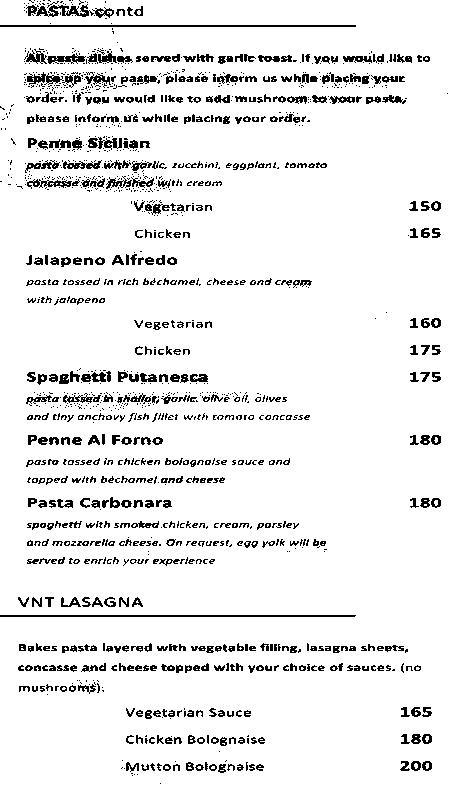 PASTAS contd
All pasta dishes served with garlic toast. If you would like to
spice up your pasta, please inform us while placing your
order. If you would like to add mushroom to your pasta,
please inform us while placing your order.
Penne Sicilian
pasta tossed with garlic, zucchini, eggplant, tomato
concasse and finished with cream
Vegetarian 150
Chicken 165
Jalapeno Alfredo
pasta tossed in rich béchamel, cheese and cream
with jalapeno
Vegetarian 160
Chicken 175
Spaghetti Putanesca 175
pasta tossed in shallot, garlic, olive oil, olives
and tiny anchovy fish fillet with tomato concasse
Penne Al Forno 180
pasta tossed in chicken bolognaise sauce and
topped with béchamel and cheese
Pasta Carbonara 180
spaghetti with smoked chicken, cream, parsley
and mozzarella cheese. On request, egg yolk will be
served to enrich your experience
VNT LASAGNA
Bakes pasta layered with vegetable filling, lasagna sheets,
concasse and cheese topped with your choice of sauces. (no
mushrooms).
Vegetarian Sauce 165
Chicken Bolognaise 180
Mutton Bolognaise 200